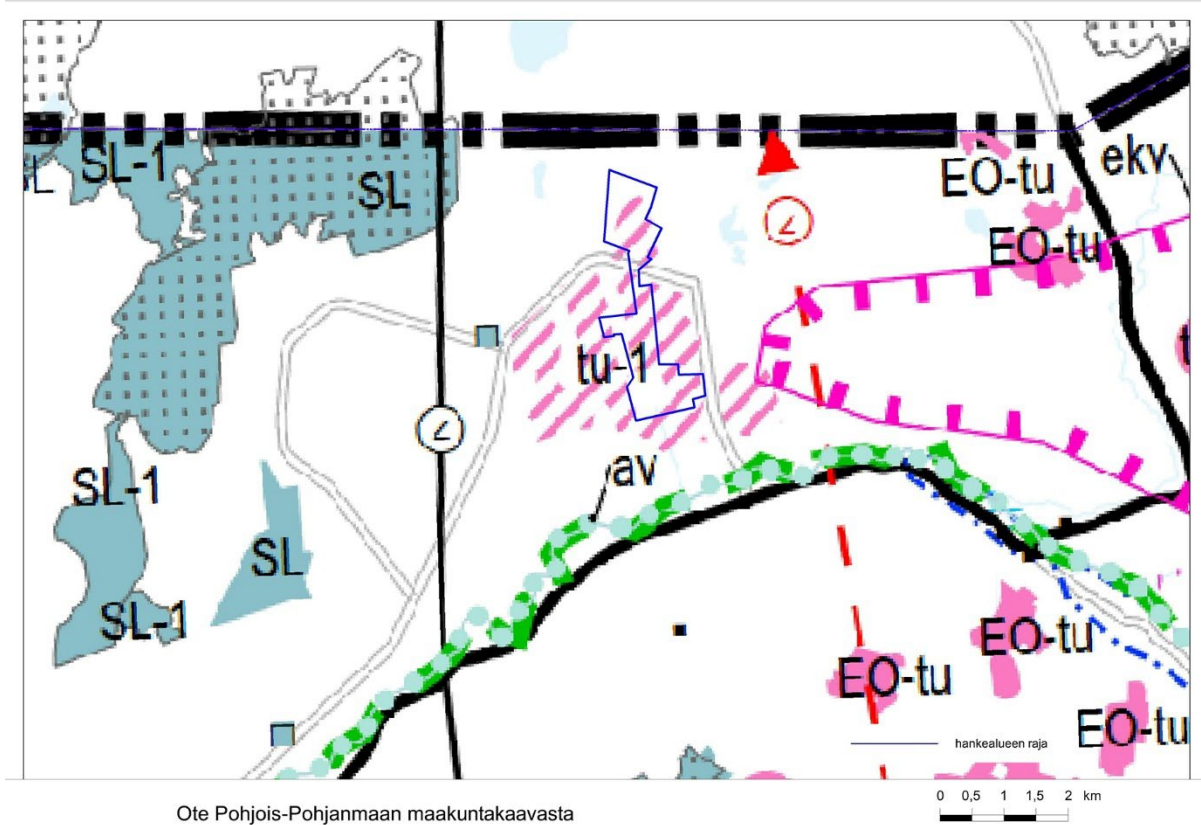 SL-1
SL
EO-tu
ekv
EO-tu
tu-1
av
SL-1
SL
SL-1
EO-tu
EO-tu
EO-tu
hankealueen raja
Ote Pohjois-Pohjanmaan maakuntakaavasta
0 0,5 1 1,5 2 km